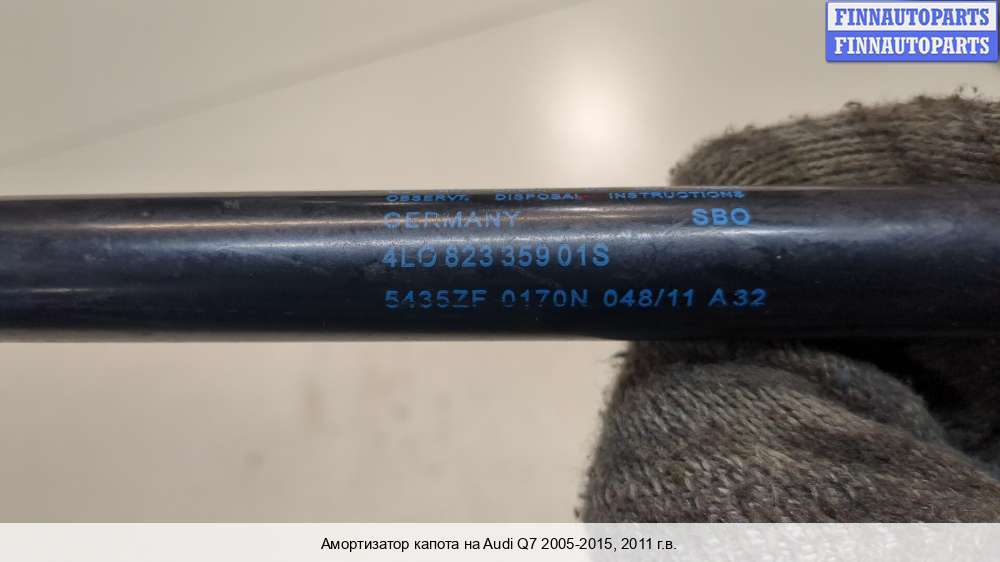 FINNAUTOPARTS
FINNAUTOPARTS
OBSERVE DISPOSAL INSTRUCTIONS
GERMANY SBO
4L0 823 359 01S
5435ZF 0170N 048/11 A32
Амортизатор капота на Audi Q7 2005-2015, 2011 г.в.